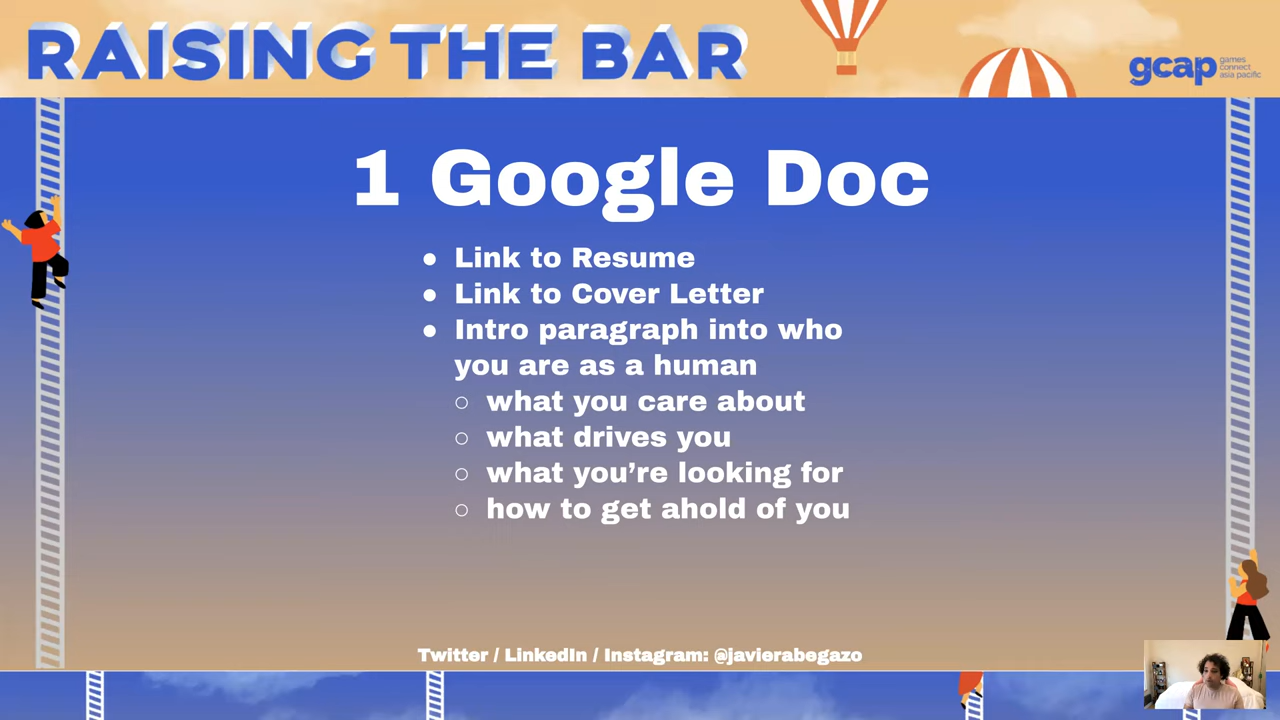 RAISING THE BAR
gcap
games
connect
asia pacific
1 Google Doc
● Link to Resume
● Link to Cover Letter
● Intro paragraph into who
you are as a human
○ what you care about
○ what drives you
○ what you’re looking for
○ how to get ahold of you
Twitter / LinkedIn / Instagram: @javierabegazo